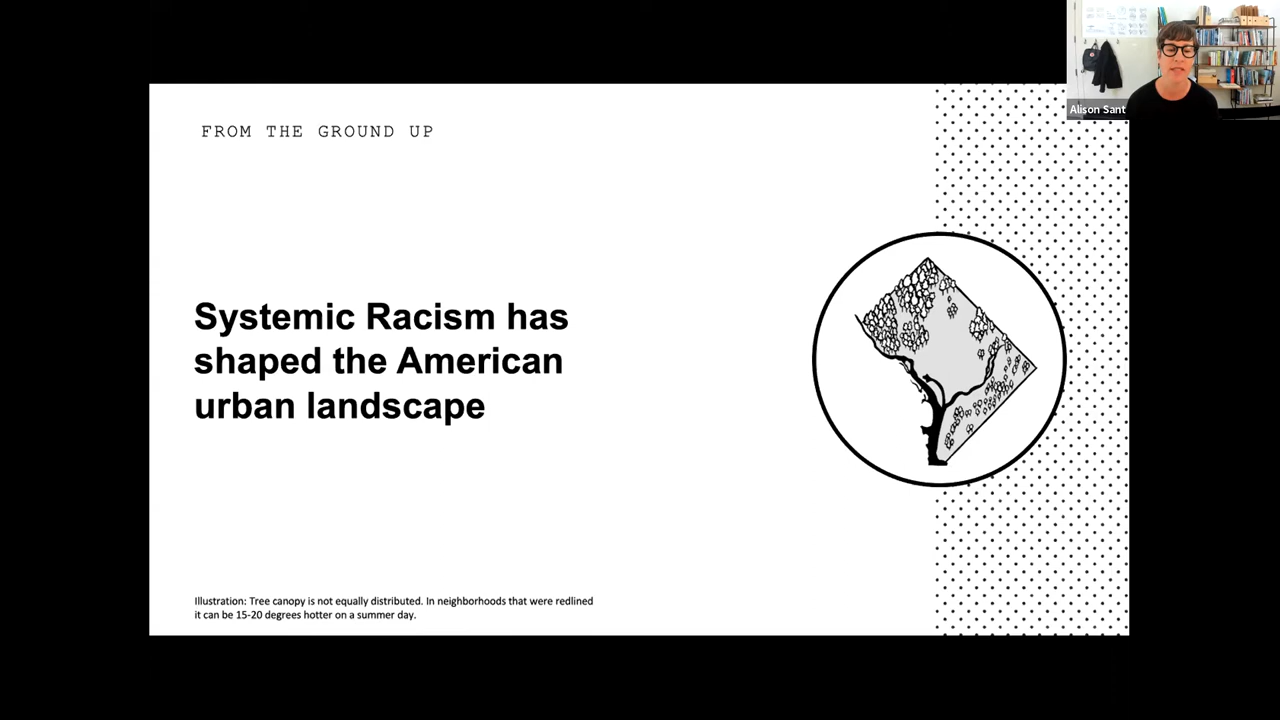 FROM THE GROUND UP
Alison Sant
Systemic Racism has
shaped the American
urban landscape
Illustration: Tree canopy is not equally distributed. In neighborhoods that were redlined
it can be 15-20 degrees hotter on a summer day.